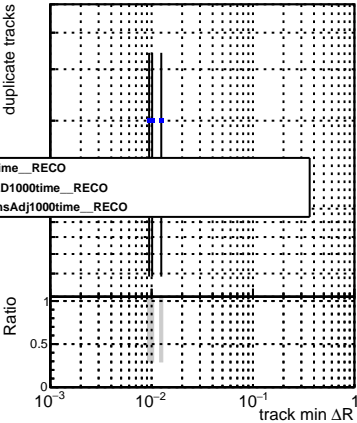 duplicate tracks
ime__RECO
D1000time__RECO
nsAdj1000time__RECO
Ratio
1
0.5
0
10−3 10−2 10−1 1
track min ΔR